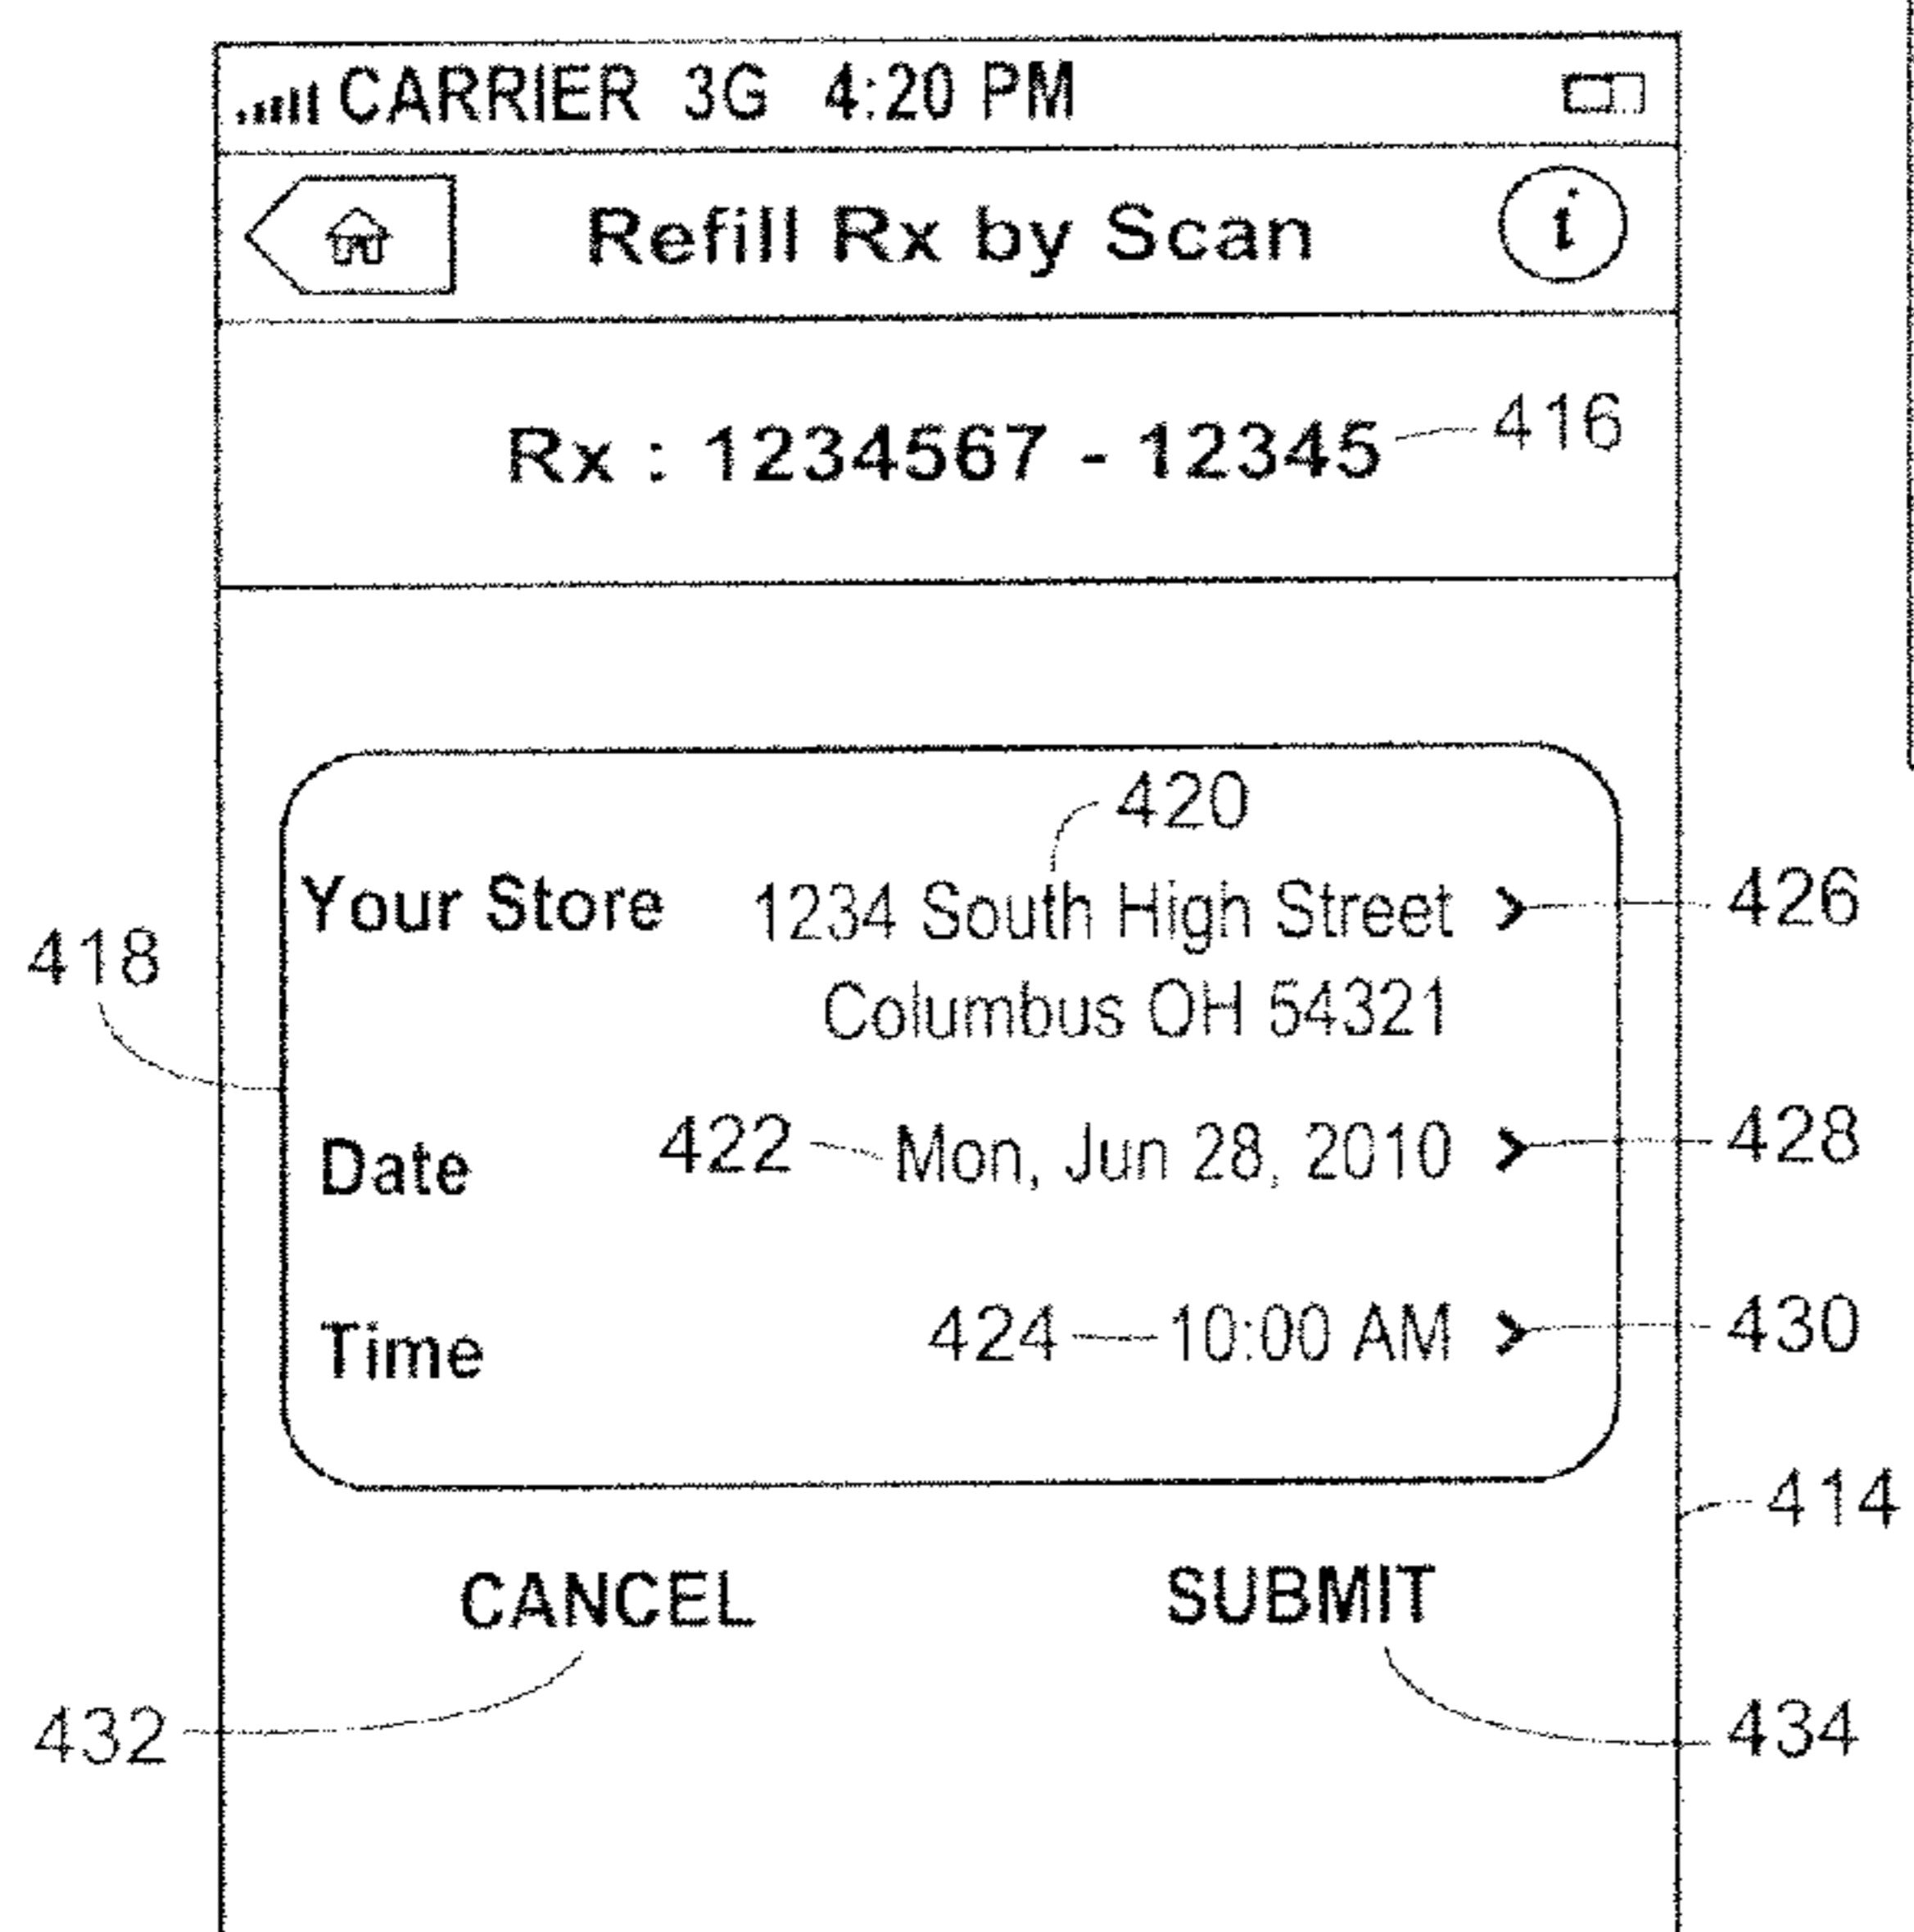 CARRIER 3G 4:20 PM
Refill Rx by Scan i
Rx : 1234567 - 12345 416
420
Your Store 1234 South High Street > 426
418
Columbus OH 54321
Date 422 Mon, Jun 28, 2010 > 428
Time 424 10:00 AM > 430
414
CANCEL SUBMIT
432 434